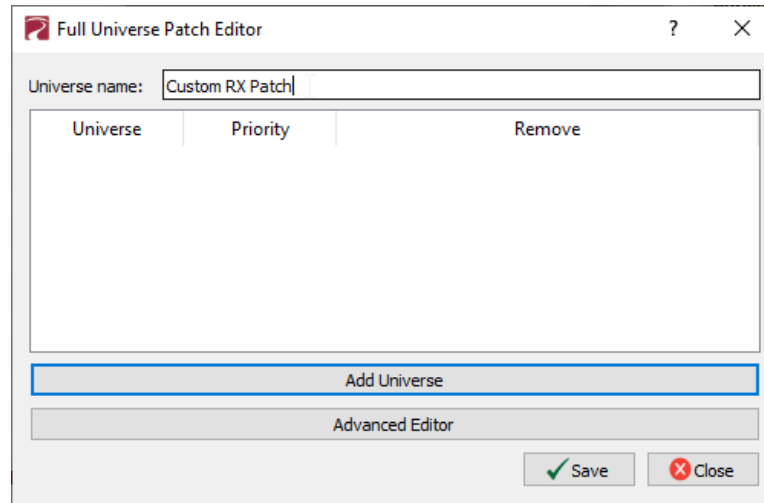 Full Universe Patch Editor ?
Universe name: Custom RX Patch
Universe Priority Remove
Add Universe
Advanced Editor
Save Close